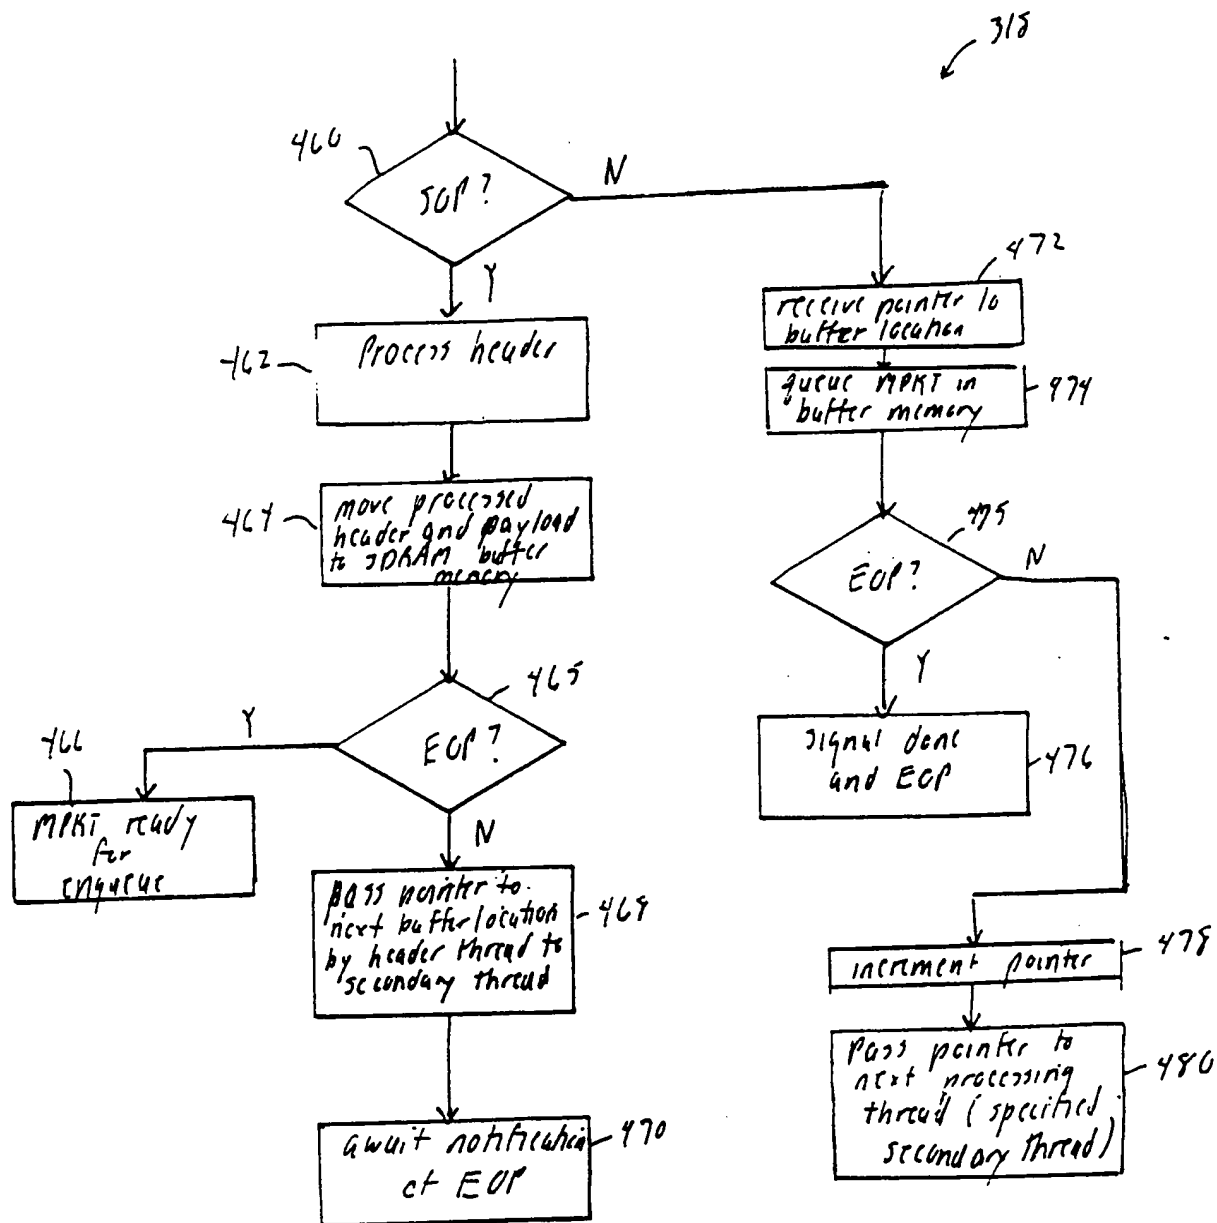 318
460
SOP?
N
Y
462
Process header
464
move processed
header and payload
to SDRAM buffer
memory
465
EOP?
Y
466
MPKT ready
for
enqueue
N
pass pointer to
next buffer location
by header thread to
secondary thread
468
await notification
of EOP
470
472
receive pointer to
buffer location
queue MPKT in
buffer memory
474
475
EOP?
N
Y
signal done
and EOP
476
increment pointer
478
Pass pointer to
next processing
thread (specified
secondary thread)
480